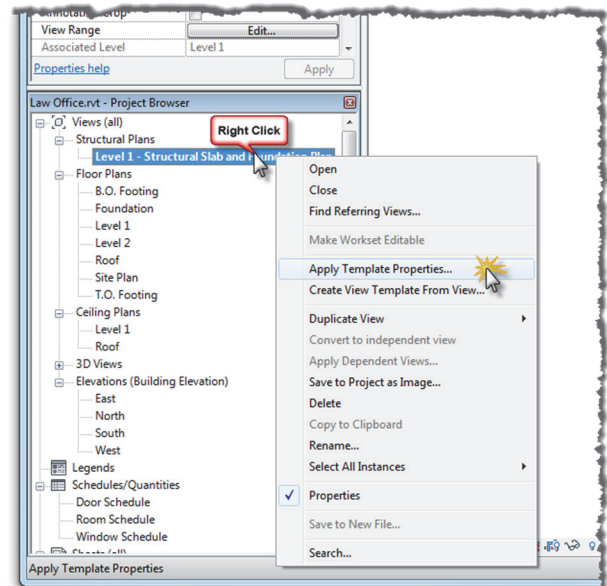 View Range Edit...
Associated Level Level 1
Properties help Apply
Law Office.rvt - Project Browser
Views (all)
Right Click
Structural Plans
Level 1 - Structural Slab and Foundation Plan
Floor Plans
B.O. Footing
Foundation
Level 1
Level 2
Roof
Site Plan
T.O. Footing
Ceiling Plans
Level 1
Roof
3D Views
Elevations (Building Elevation)
East
North
South
West
Legends
Schedules/Quantities
Door Schedule
Room Schedule
Window Schedule
Sheets (all)
Apply Template Properties
Open
Close
Find Referring Views...
Make Workset Editable
Apply Template Properties...
Create View Template From View...
Duplicate View
Convert to independent view
Apply Dependent Views...
Save to Project as Image...
Delete
Copy to Clipboard
Rename...
Select All Instances
Properties
Save to New File...
Search...